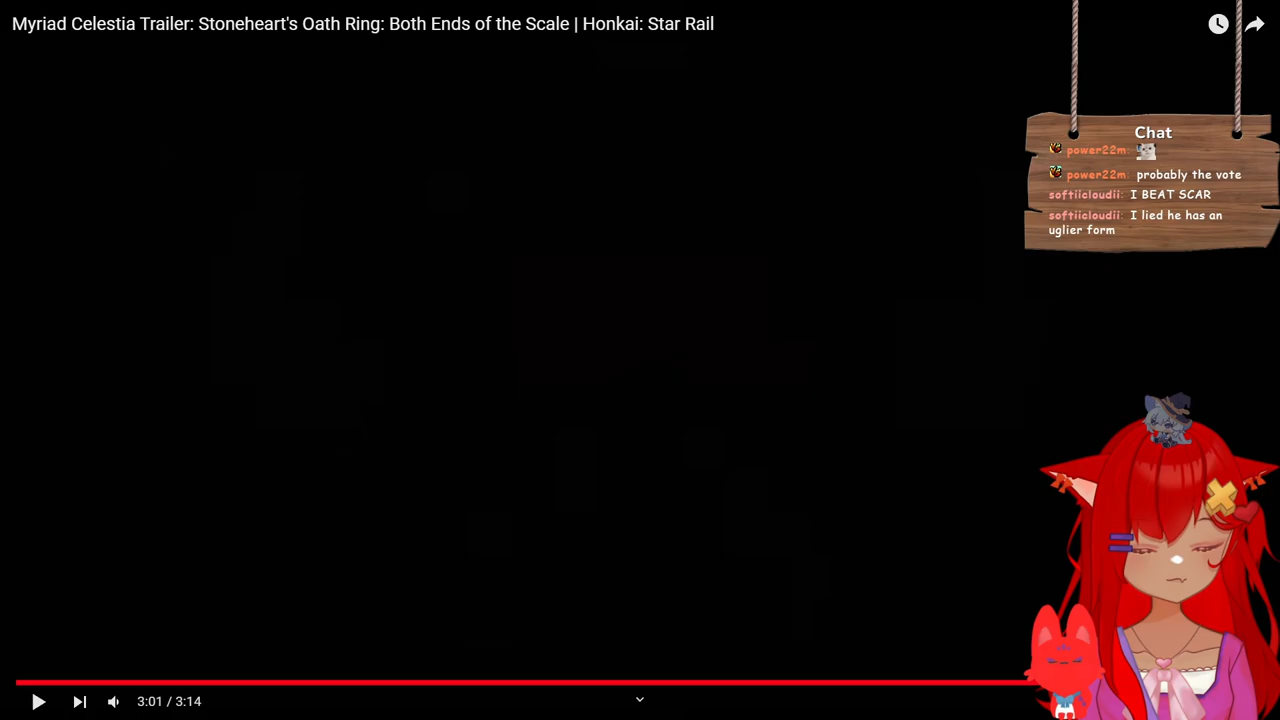 Myriad Celestia Trailer: Stoneheart's Oath Ring: Both Ends of the Scale | Honkai: Star Rail
Chat
power22m:
power22m: probably the vote
softiicloudii: I BEAT SCAR
softiicloudii: I lied he has an
uglier form
3:01 / 3:14